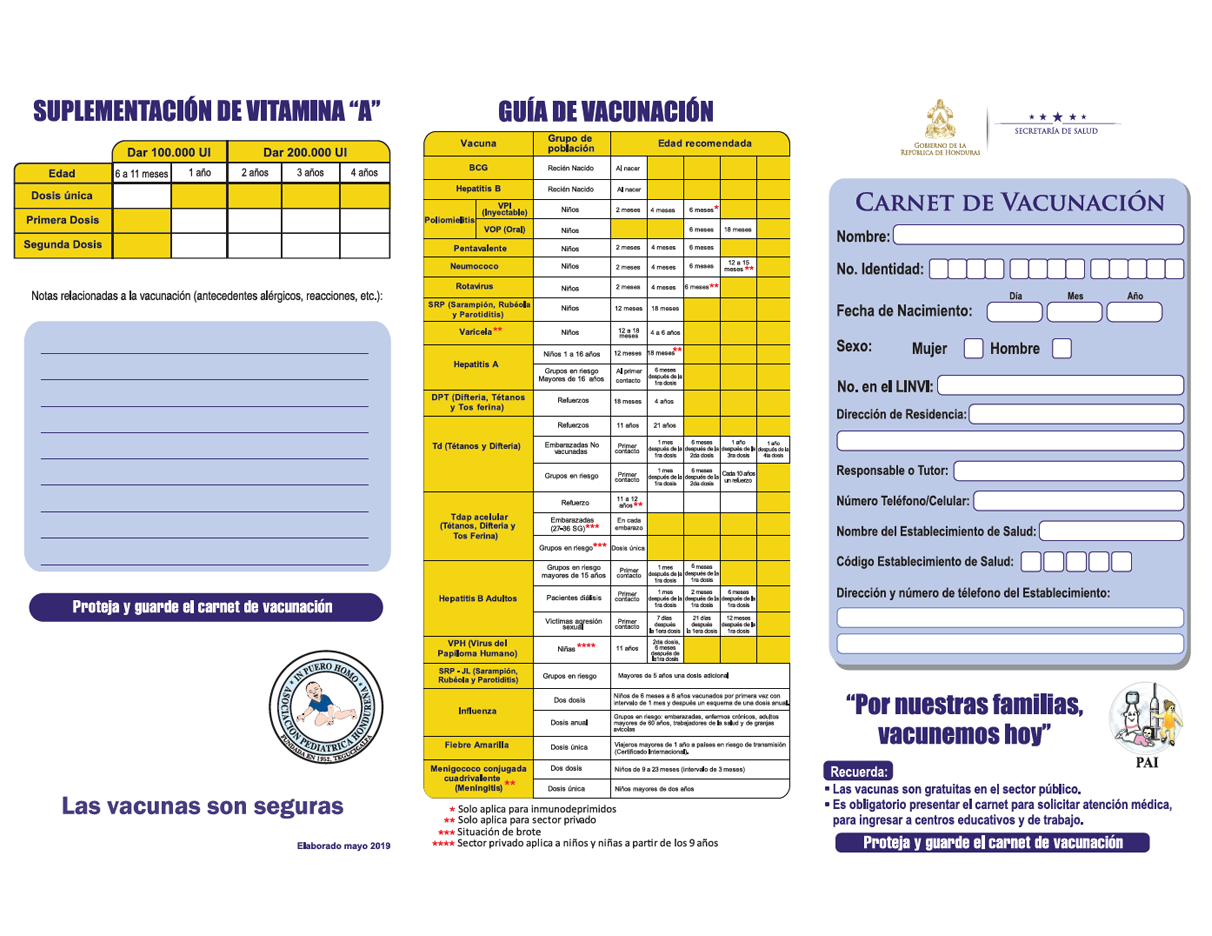 SUPLEMENTACIÓN DE VITAMINA “A”
Dar 100.000 UI Dar 200.000 UI
Edad 6 a 11 meses 1 año 2 años 3 años 4 años
Dosis única
Primera Dosis
Segunda Dosis
Notas relacionadas a la vacunación (antecedentes alérgicos, reacciones, etc.):
Proteja y guarde el carnet de vacunación
IN PUERO HOMO
ASOCIACION PEDIATRICA HONDUREÑA
FUNDADA EN 1952, TEGUCIGALPA
Las vacunas son seguras
Elaborado mayo 2019
GUÍA DE VACUNACIÓN
Vacuna Grupo de población Edad recomendada
BCG Recién Nacido Al nacer
Hepatitis B Recién Nacido Al nacer
Poliomielitis VPI (Inyectable) Niños 2 meses 4 meses 6 meses*
VOP (Oral) Niños 6 meses 18 meses
Pentavalente Niños 2 meses 4 meses 6 meses
Neumococo Niños 2 meses 4 meses 6 meses 12 a 15 meses **
Rotavirus Niños 2 meses 4 meses 6 meses**
SRP (Sarampión, Rubéola y Parotiditis) Niños 12 meses 18 meses
Varicela ** Niños 12 a 18 meses 4 a 6 años
Hepatitis A Niños 1 a 16 años 12 meses 18 meses**
Grupos en riesgo Mayores de 16 años Al primer contacto 6 meses después de la 1ra dosis
DPT (Difteria, Tétanos y Tos ferina) Refuerzos 18 meses 4 años
Td (Tétanos y Difteria) Refuerzos 11 años 21 años
Embarazadas No vacunadas Primer contacto 1 mes después de la 1ra dosis 6 meses después de la 2da dosis 1 año después de la 3ra dosis 1 año después de la 4ta dosis
Grupos en riesgo Primer contacto 1 mes después de la 1ra dosis 6 meses después de la 2da dosis Cada 10 años un refuerzo
Tdap acelular (Tétanos, Difteria y Tos Ferina) Refuerzo 11 a 12 años**
Embarazadas (27-36 SG)*** En cada embarazo
Grupos en riesgo *** Dosis única
Hepatitis B Adultos Grupos en riesgo mayores de 15 años Primer contacto 1 mes después de la 1ra dosis 6 meses después de la 1ra dosis
Pacientes diálisis Primer contacto 1 mes después de la 1ra dosis 2 meses después de la 1ra dosis 6 meses después de la 1ra dosis
Victimas agresión sexual Primer contacto 7 días después la 1era dosis 21 días después la 1era dosis 12 meses después de la 1ra dosis
VPH (Virus del Papiloma Humano) Niñas **** 11 años 2da dosis, 6 meses después de la1ra dosis
SRP - JL (Sarampión, Rubéola y Parotiditis) Grupos en riesgo Mayores de 5 años una dosis adicional
Influenza Dos dosis Niños de 6 meses a 8 años vacunados por primera vez con intervalo de 1 mes y después un esquema de una dosis anual.
Dosis anual Grupos en riesgo: embarazadas, enfermos crónicos, adultos mayores de 60 años, trabajadores de la salud y de granjas avícolas
Fiebre Amarilla Dosis única Viajeros mayores de 1 año a países en riesgo de transmisión (Certificado Internacional).
Menigococo conjugada cuadrivalente (Meningitis) ** Dos dosis Niños de 9 a 23 meses (intervalo de 3 meses)
Dosis única Niños mayores de dos años
* Solo aplica para inmunodeprimidos
** Solo aplica para sector privado
*** Situación de brote
**** Sector privado aplica a niños y niñas a partir de los 9 años
GOBIERNO DE LA
REPÚBLICA DE HONDURAS
SECRETARÍA DE SALUD
CARNET DE VACUNACIÓN
Nombre:
No. Identidad:
Día Mes Año
Fecha de Nacimiento:
Sexo: Mujer Hombre
No. en el LINVI:
Dirección de Residencia:
Responsable o Tutor:
Número Teléfono/Celular:
Nombre del Establecimiento de Salud:
Código Establecimiento de Salud:
Dirección y número de télefono del Establecimiento:
“Por nuestras familias,
vacunemos hoy”
PAI
Recuerda:
▪ Las vacunas son gratuitas en el sector público.
▪ Es obligatorio presentar el carnet para solicitar atención médica,
para ingresar a centros educativos y de trabajo.
Proteja y guarde el carnet de vacunación